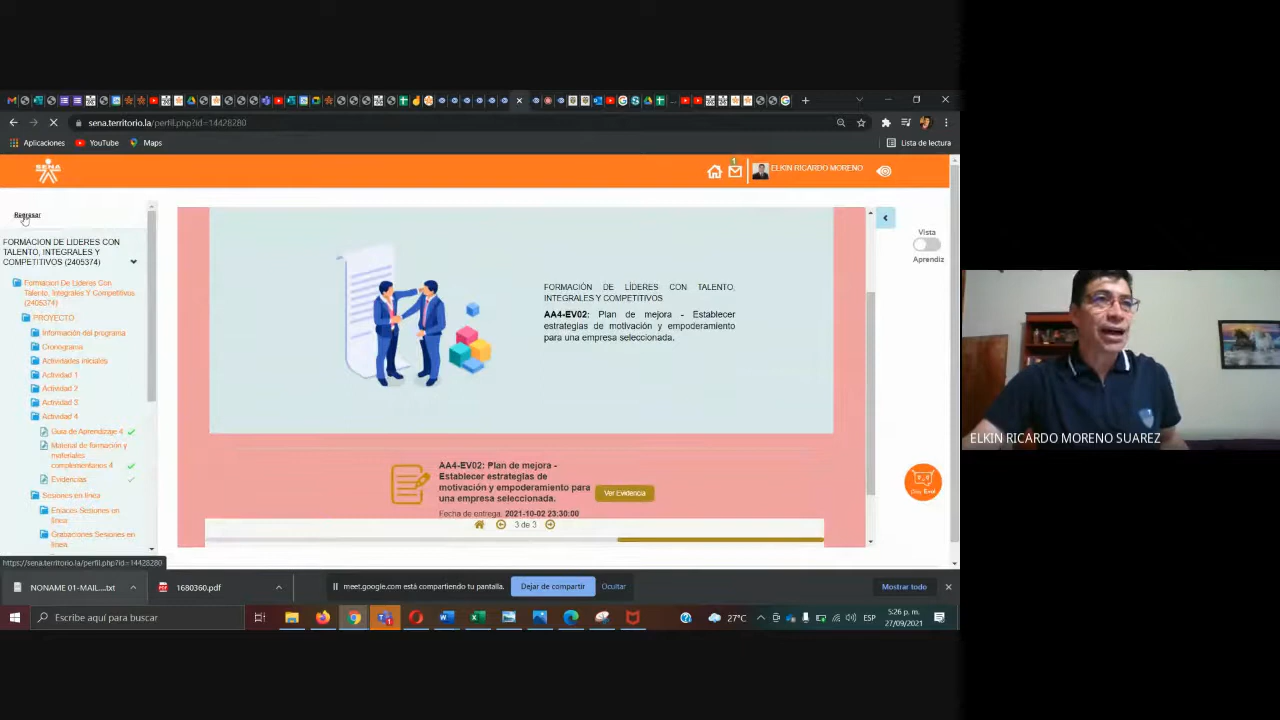 sena.territorio.la/perfil.php?id=14428280
Aplicaciones YouTube Maps Lista de lectura
SENA
1
ELKIN RICARDO MORENO
Regresar
FORMACION DE LIDERES CON
TALENTO, INTEGRALES Y
COMPETITIVOS (2405374)
Formacion De Lideres Con
Talento, Integrales Y Competitivos
(2405374)
PROYECTO
Información del programa
Cronograma
Actividades iniciales
Actividad 1
Actividad 2
Actividad 3
Actividad 4
Guia de Aprendizaje 4
Material de formación y
materiales
complementarios 4
Evidencias
Sesiones en línea
Enlaces Sesiones en
línea
Grabaciones Sesiones en
línea
FORMACIÓN DE LÍDERES CON TALENTO,
INTEGRALES Y COMPETITIVOS
AA4-EV02: Plan de mejora - Establecer
estrategias de motivación y empoderamiento
para una empresa seleccionada.
AA4-EV02: Plan de mejora -
Establecer estrategias de
motivación y empoderamiento
para una empresa seleccionada.
Ver Evidencia
Fecha de entrega: 2021-10-02 23:30:00
3 de 3
Vista
Aprendiz
ELKIN RICARDO MORENO SUAREZ
https://sena.territorio.la/perfil.php?id=14428280
NONAME 01-MAIL....txt
1680360.pdf
meet.google.com está compartiendo tu pantalla.
Dejar de compartir
Ocultar
Mostrar todo
Escribe aquí para buscar
27°C
ESP
5:26 p. m.
27/09/2021